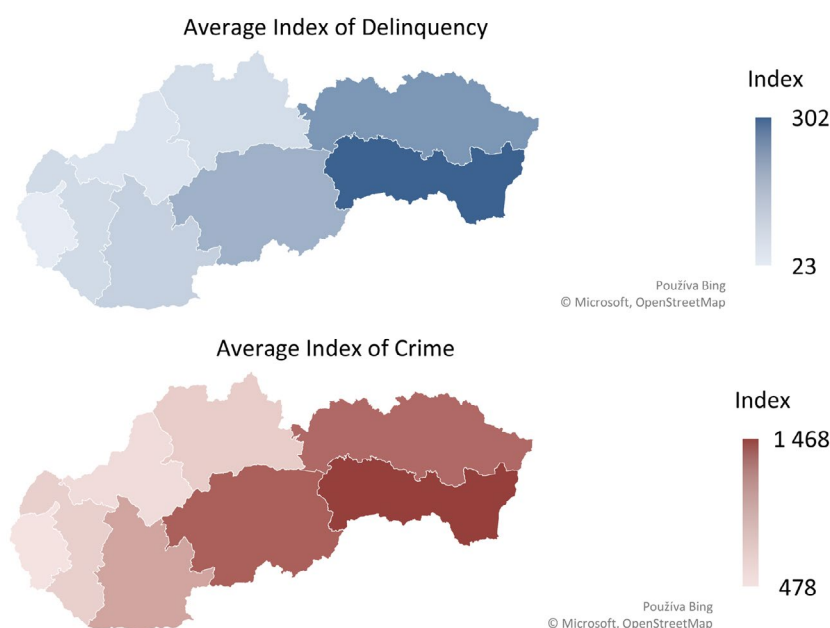 Average Index of Delinquency
Index
302
23
Používa Bing
© Microsoft, OpenStreetMap
Average Index of Crime
Index
1 468
478
Používa Bing
© Microsoft, OpenStreetMap